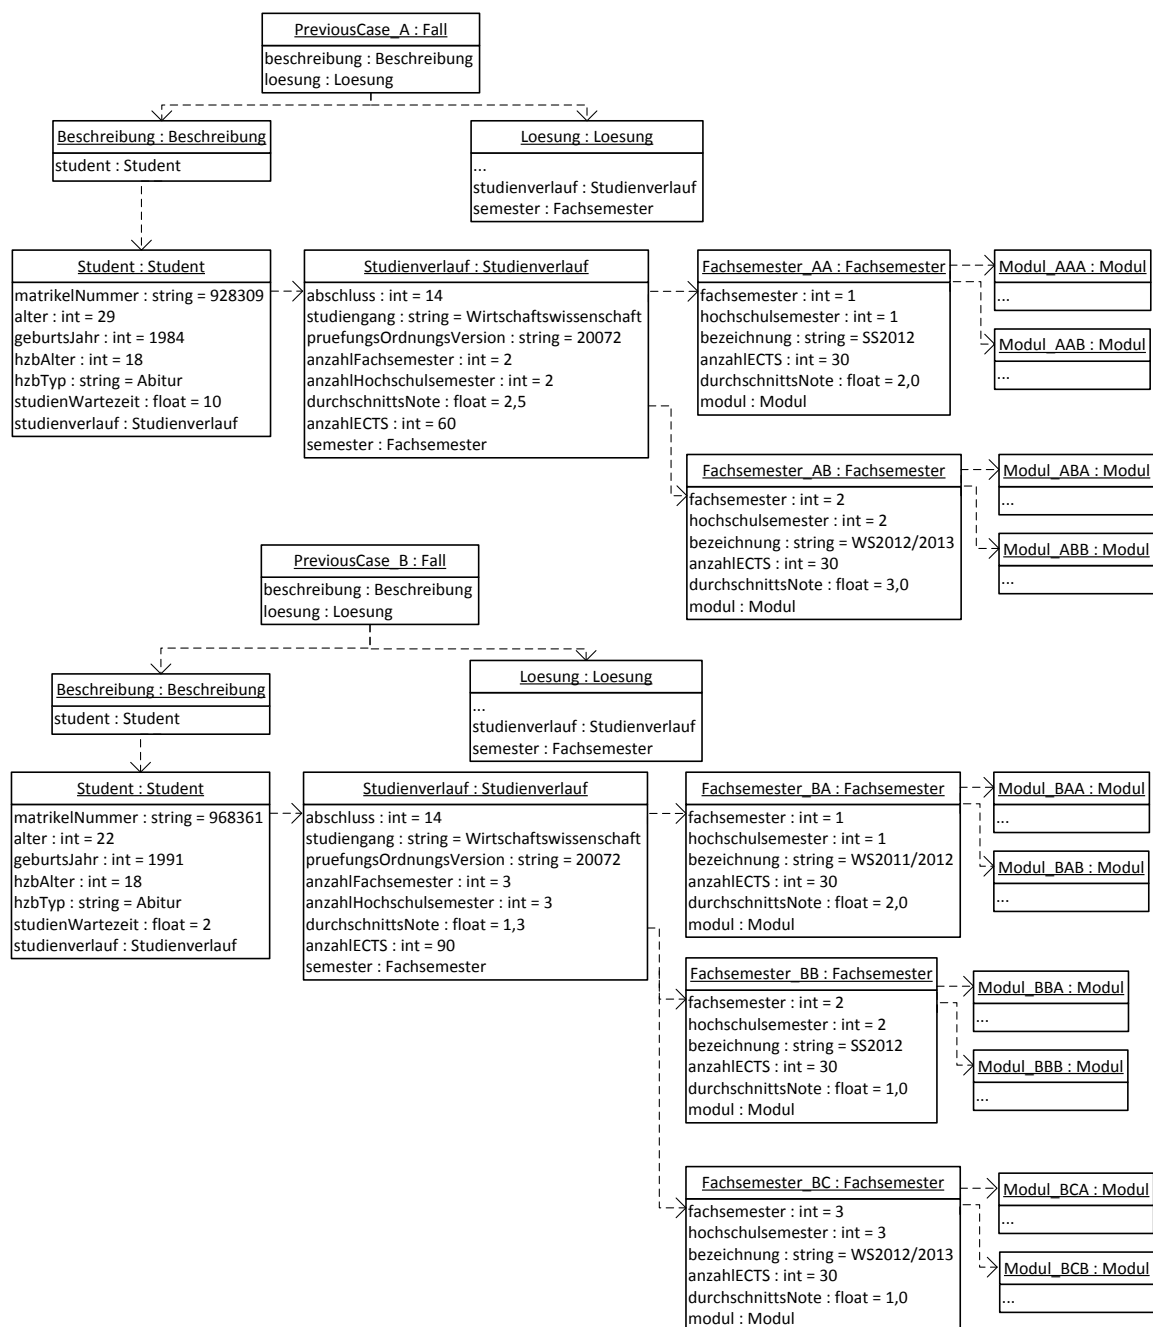 PreviousCase_A : Fall
beschreibung : Beschreibung
loesung : Loesung
Beschreibung : Beschreibung
student : Student
Loesung : Loesung
...
studienverlauf : Studienverlauf
semester : Fachsemester
Student : Student
matrikelNummer : string = 928309
alter : int = 29
geburtsJahr : int = 1984
hzbAlter : int = 18
hzbTyp : string = Abitur
studienWartezeit : float = 10
studienverlauf : Studienverlauf
Studienverlauf : Studienverlauf
abschluss : int = 14
studiengang : string = Wirtschaftswissenschaft
pruefungsOrdnungsVersion : string = 20072
anzahlFachsemester : int = 2
anzahlHochschulsemester : int = 2
durchschnittsNote : float = 2,5
anzahlECTS : int = 60
semester : Fachsemester
Fachsemester_AA : Fachsemester
fachsemester : int = 1
hochschulsemester : int = 1
bezeichnung : string = SS2012
anzahlECTS : int = 30
durchschnittsNote : float = 2,0
modul : Modul
Modul_AAA : Modul
...
Modul_AAB : Modul
...
Fachsemester_AB : Fachsemester
fachsemester : int = 2
hochschulsemester : int = 2
bezeichnung : string = WS2012/2013
anzahlECTS : int = 30
durchschnittsNote : float = 3,0
modul : Modul
Modul_ABA : Modul
...
Modul_ABB : Modul
...
PreviousCase_B : Fall
beschreibung : Beschreibung
loesung : Loesung
Beschreibung : Beschreibung
student : Student
Loesung : Loesung
...
studienverlauf : Studienverlauf
semester : Fachsemester
Student : Student
matrikelNummer : string = 968361
alter : int = 22
geburtsJahr : int = 1991
hzbAlter : int = 18
hzbTyp : string = Abitur
studienWartezeit : float = 2
studienverlauf : Studienverlauf
Studienverlauf : Studienverlauf
abschluss : int = 14
studiengang : string = Wirtschaftswissenschaft
pruefungsOrdnungsVersion : string = 20072
anzahlFachsemester : int = 3
anzahlHochschulsemester : int = 3
durchschnittsNote : float = 1,3
anzahlECTS : int = 90
semester : Fachsemester
Fachsemester_BA : Fachsemester
fachsemester : int = 1
hochschulsemester : int = 1
bezeichnung : string = WS2011/2012
anzahlECTS : int = 30
durchschnittsNote : float = 2,0
modul : Modul
Modul_BAA : Modul
...
Modul_BAB : Modul
...
Fachsemester_BB : Fachsemester
fachsemester : int = 2
hochschulsemester : int = 2
bezeichnung : string = SS2012
anzahlECTS : int = 30
durchschnittsNote : float = 1,0
modul : Modul
Modul_BBA : Modul
...
Modul_BBB : Modul
...
Fachsemester_BC : Fachsemester
fachsemester : int = 3
hochschulsemester : int = 3
bezeichnung : string = WS2012/2013
anzahlECTS : int = 30
durchschnittsNote : float = 1,0
modul : Modul
Modul_BCA : Modul
...
Modul_BCB : Modul
...